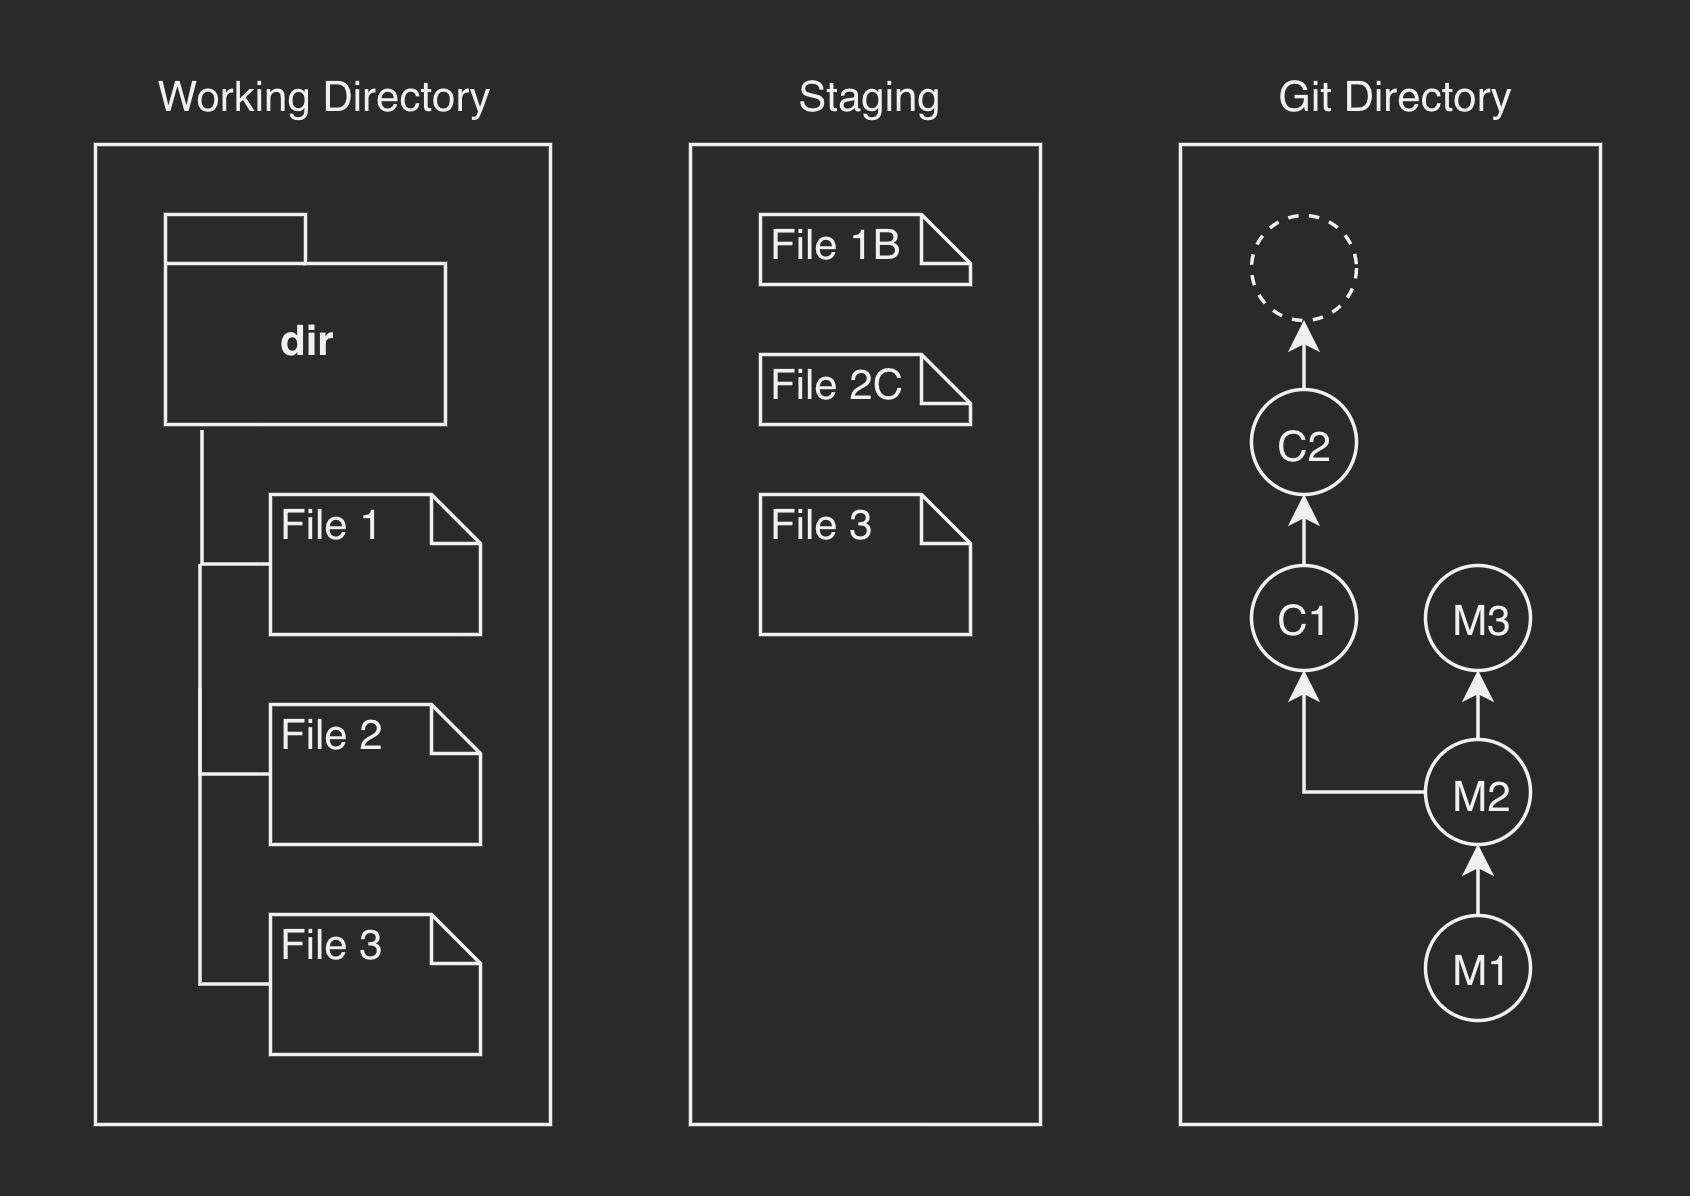 Working Directory
dir
File 1
File 2
File 3
Staging
File 1B
File 2C
File 3
Git Directory
C2
C1
M3
M2
M1